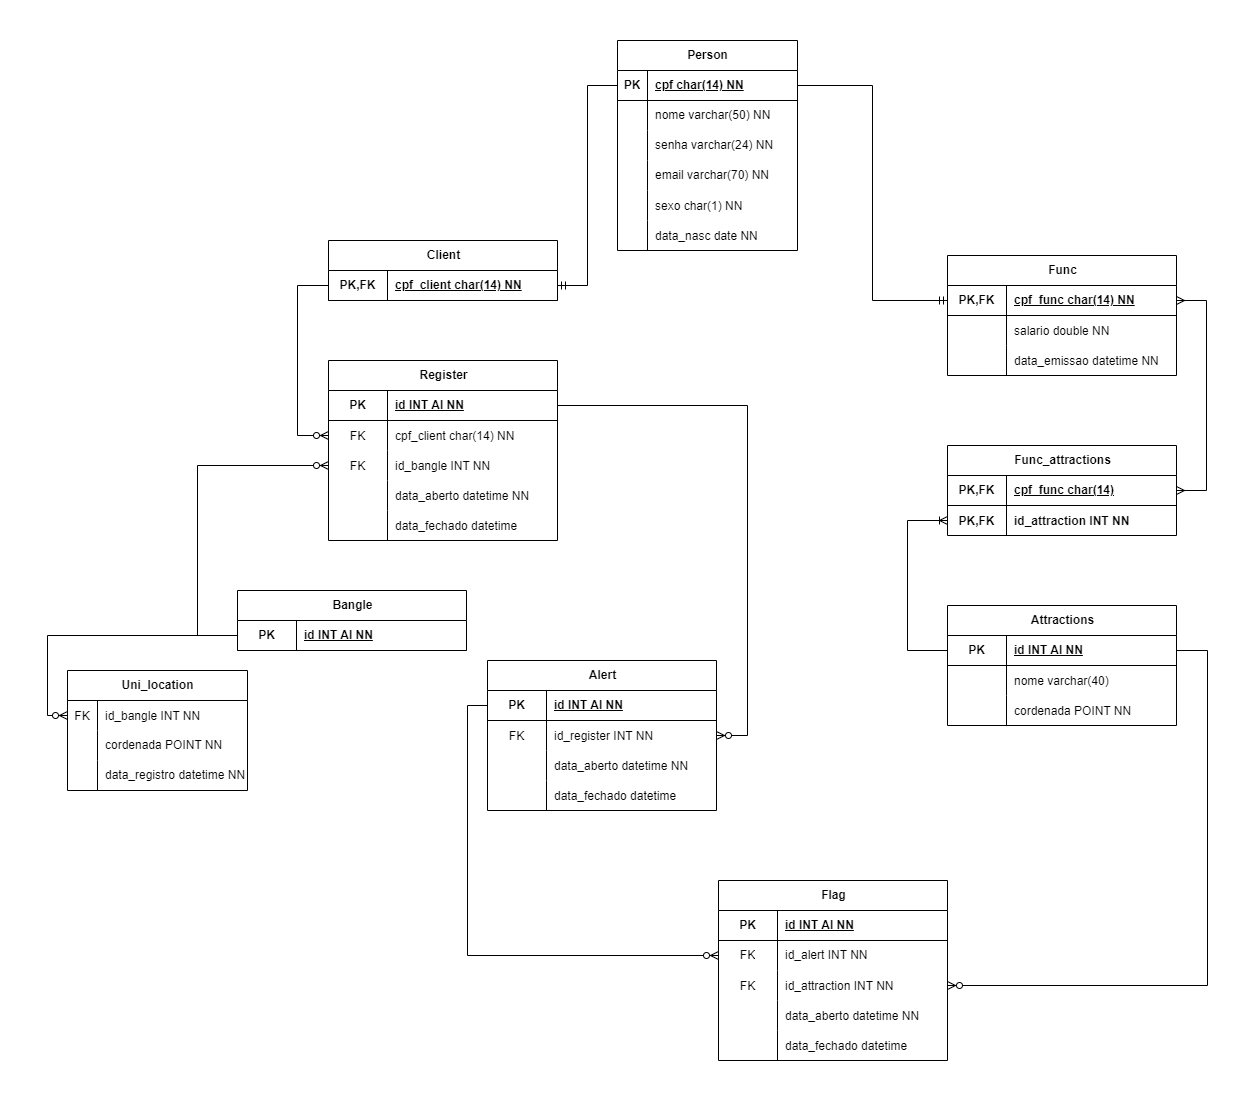 Person
PK cpf char(14) NN
nome varchar(50) NN
senha varchar(24) NN
email varchar(70) NN
sexo char(1) NN
data_nasc date NN
Client
PK,FK cpf_client char(14) NN
Func
PK,FK cpf_func char(14) NN
salario double NN
data_emissao datetime NN
Register
PK id INT AI NN
FK cpf_client char(14) NN
FK id_bangle INT NN
data_aberto datetime NN
data_fechado datetime
Func_attractions
PK,FK cpf_func char(14)
PK,FK id_attraction INT NN
Bangle
PK id INT AI NN
Attractions
PK id INT AI NN
nome varchar(40)
cordenada POINT NN
Uni_location
FK id_bangle INT NN
cordenada POINT NN
data_registro datetime NN
Alert
PK id INT AI NN
FK id_register INT NN
data_aberto datetime NN
data_fechado datetime
Flag
PK id INT AI NN
FK id_alert INT NN
FK id_attraction INT NN
data_aberto datetime NN
data_fechado datetime